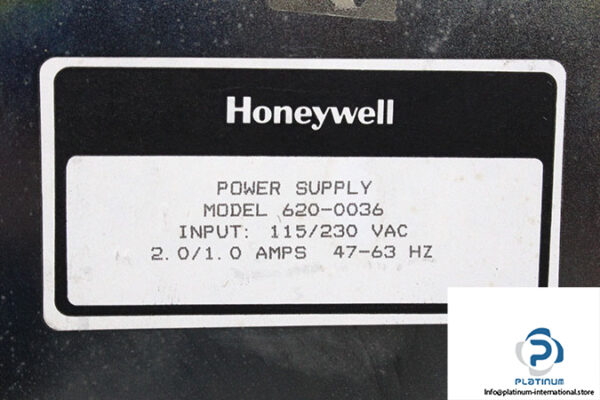 Honeywell
POWER SUPPLY
MODEL 620-0036
INPUT: 115/230 VAC
2.0/1.0 AMPS 47-63 HZ
PLATINUM
Info@platinum-international.store